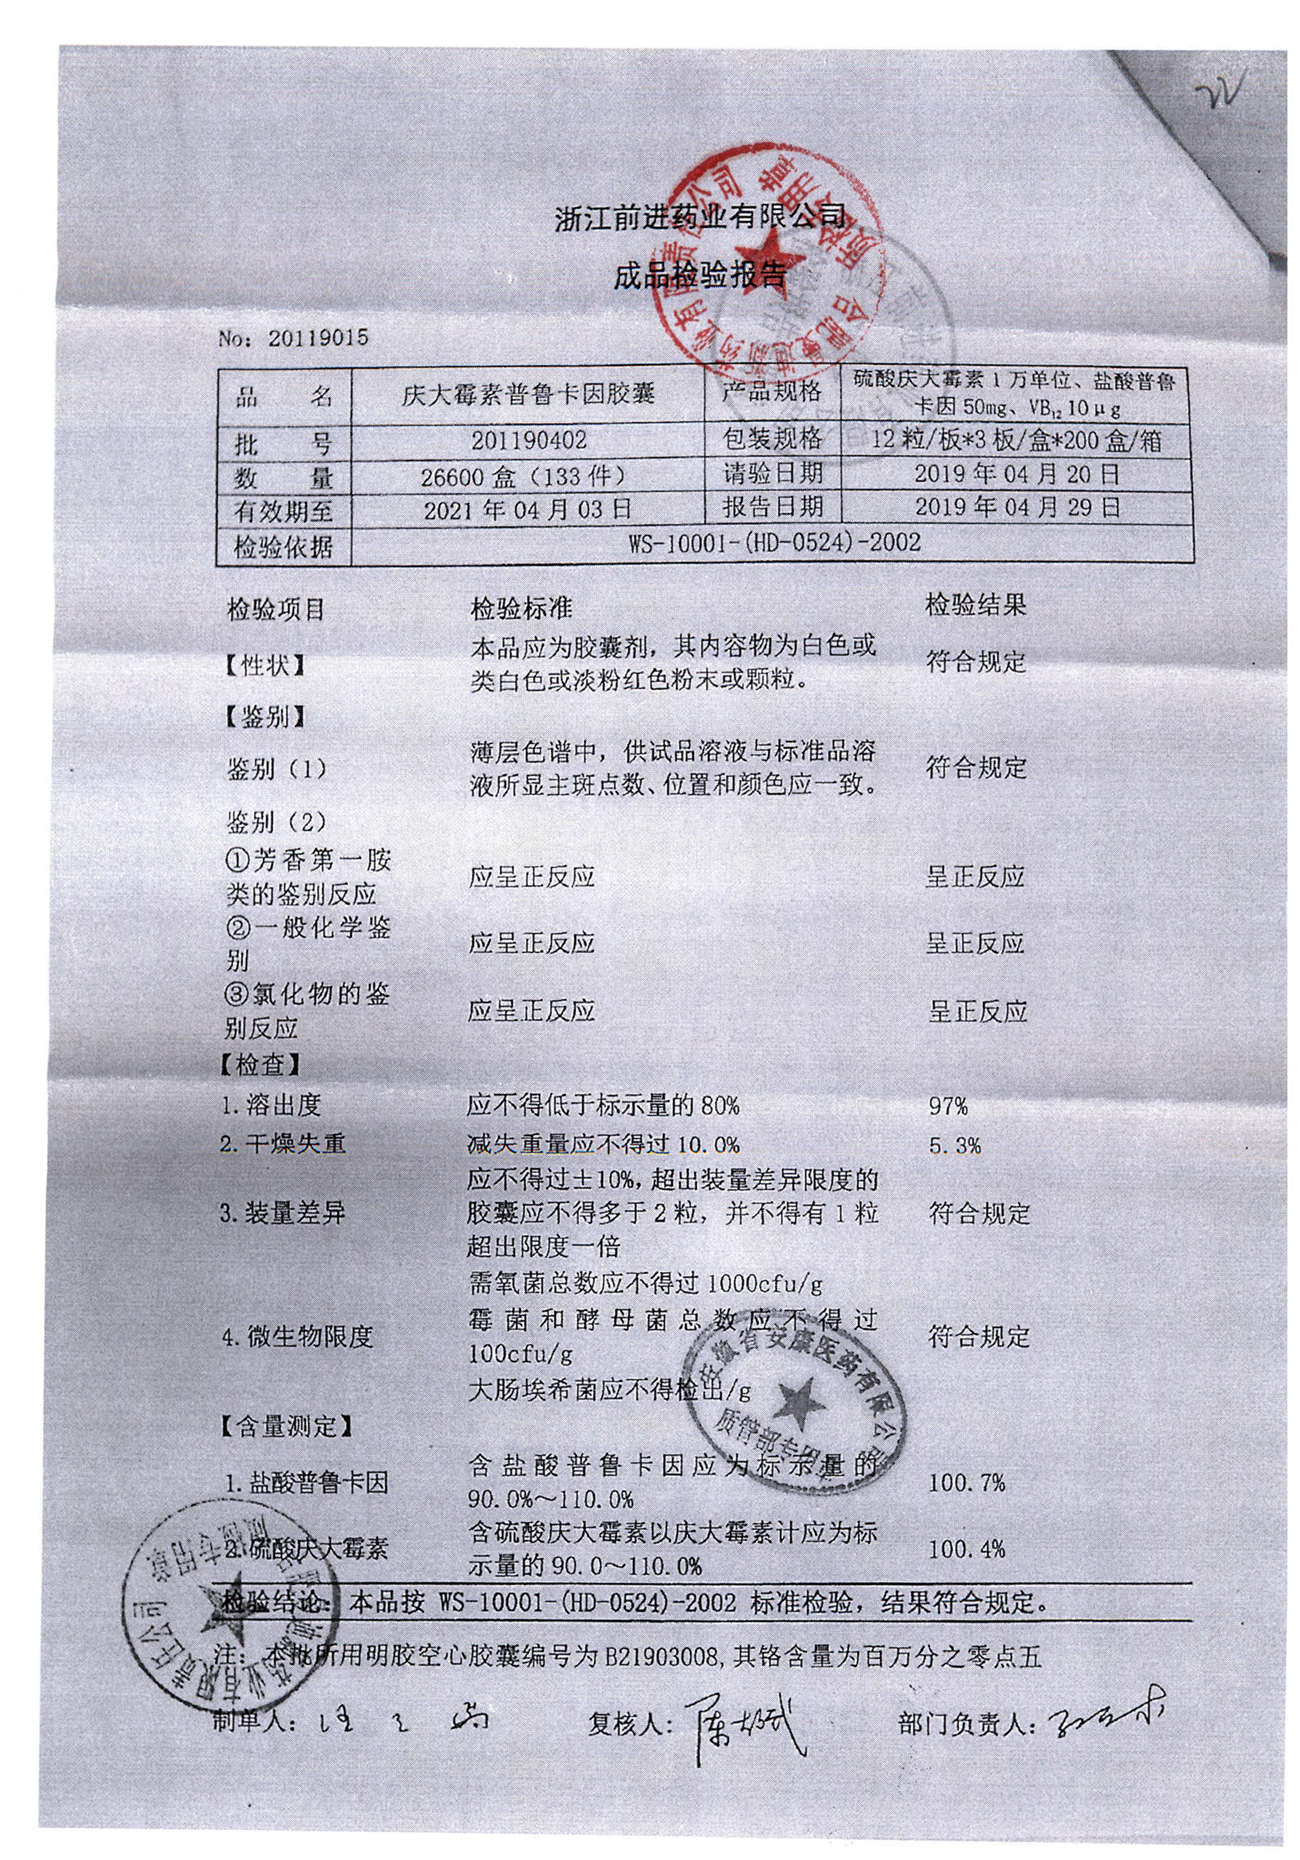 浙江前进药业有限公司
成品检验报告
No: 20119015
品 名 庆大霉素普鲁卡因胶囊 产品规格 硫酸庆大霉素1万单位、盐酸普鲁
卡因50mg、VB₁₂ 10μg
批 号 201190402 包装规格 12粒/板*3板/盒*200盒/箱
数 量 26600盒（133件） 请验日期 2019年04月20日
有效期至 2021年04月03日 报告日期 2019年04月29日
检验依据 WS-10001-(HD-0524)-2002
检验项目 检验标准 检验结果
【性状】 本品应为胶囊剂，其内容物为白色或
类白色或淡粉红色粉末或颗粒。 符合规定
【鉴别】
鉴别（1） 薄层色谱中，供试品溶液与标准品溶
液所显主斑点数、位置和颜色应一致。 符合规定
鉴别（2）
①芳香第一胺
类的鉴别反应 应呈正反应 呈正反应
②一般化学鉴
别 应呈正反应 呈正反应
③氯化物的鉴
别反应 应呈正反应 呈正反应
【检查】
1.溶出度 应不得低于标示量的80% 97%
2.干燥失重 减失重量应不得过10.0% 5.3%
应不得过±10%，超出装量差异限度的
3.装量差异 胶囊应不得多于2粒，并不得有1粒 符合规定
超出限度一倍
需氧菌总数应不得过1000cfu/g
霉菌和酵母菌总数应不得过
4.微生物限度 100cfu/g 符合规定
大肠埃希菌应不得检出/g
安徽省安康医药有限公司
质管部专用章
【含量测定】
1.盐酸普鲁卡因 含盐酸普鲁卡因应为标示量的
90.0%～110.0% 100.7%
2.硫酸庆大霉素 含硫酸庆大霉素以庆大霉素计应为标
示量的90.0～110.0% 100.4%
检验结论：本品按 WS-10001-(HD-0524)-2002 标准检验，结果符合规定。
注：本批所用明胶空心胶囊编号为B21903008,其铬含量为百万分之零点五
制单人： 复核人： 部门负责人：